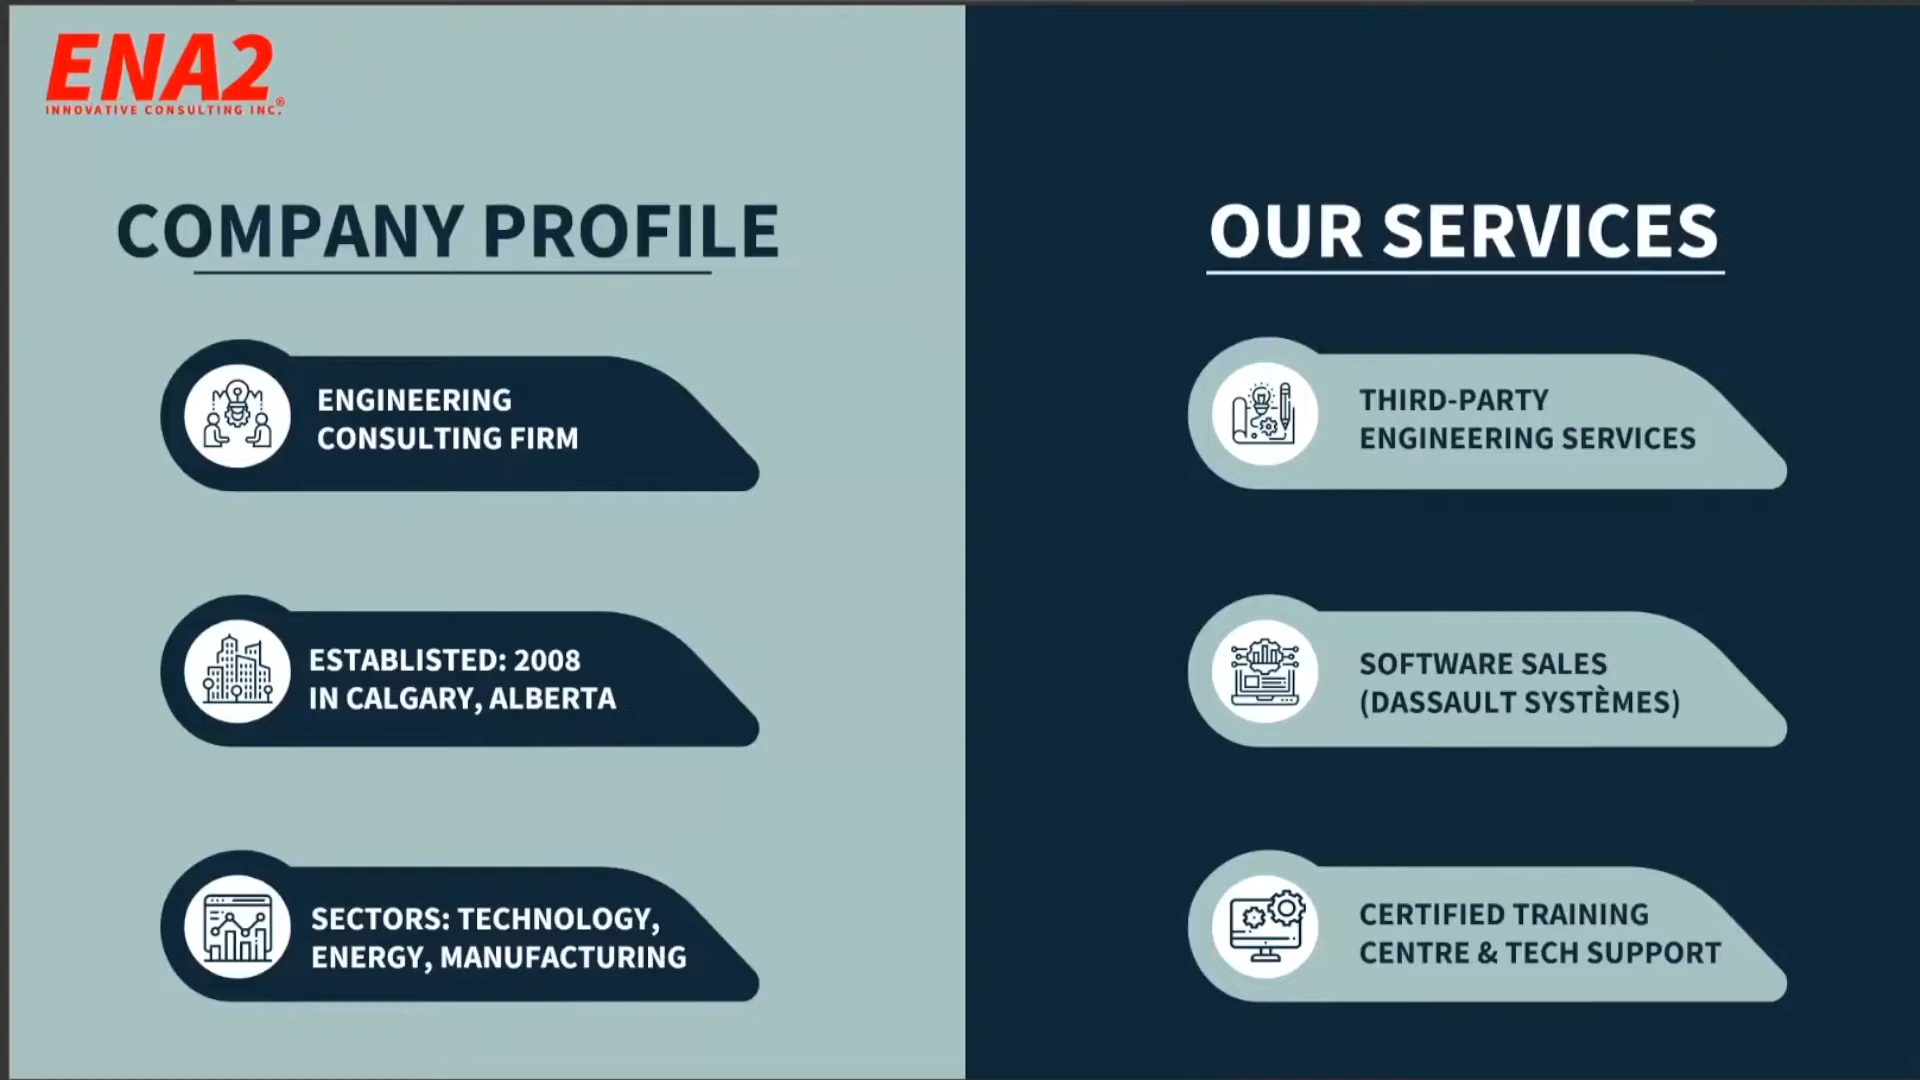 ENA2
INNOVATIVE CONSULTING INC.®
COMPANY PROFILE
ENGINEERING
CONSULTING FIRM
ESTABLISTED: 2008
IN CALGARY, ALBERTA
SECTORS: TECHNOLOGY,
ENERGY, MANUFACTURING
OUR SERVICES
THIRD-PARTY
ENGINEERING SERVICES
SOFTWARE SALES
(DASSAULT SYSTÈMES)
CERTIFIED TRAINING
CENTRE & TECH SUPPORT